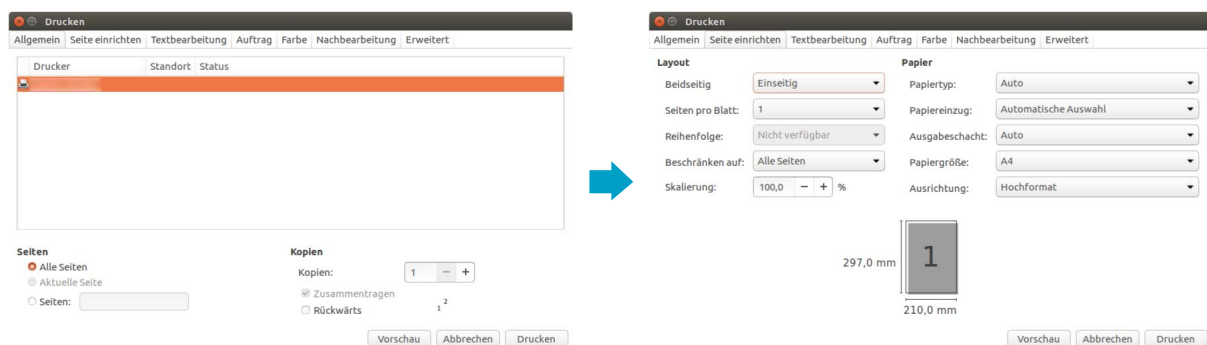 Drucken
Allgemein Seite einrichten Textbearbeitung Auftrag Farbe Nachbearbeitung Erweitert
Drucker Standort Status
Seiten
Alle Seiten
Aktuelle Seite
Seiten:
Kopien
Kopien: 1 − +
Zusammentragen
Rückwärts
1 2
Vorschau Abbrechen Drucken
Drucken
Allgemein Seite einrichten Textbearbeitung Auftrag Farbe Nachbearbeitung Erweitert
Layout
Beidseitig Einseitig
Seiten pro Blatt: 1
Reihenfolge: Nicht verfügbar
Beschränken auf: Alle Seiten
Skalierung: 100,0 − + %
Papier
Papiertyp: Auto
Papiereinzug: Automatische Auswahl
Ausgabeschacht: Auto
Papiergröße: A4
Ausrichtung: Hochformat
297,0 mm
1
210,0 mm
Vorschau Abbrechen Drucken